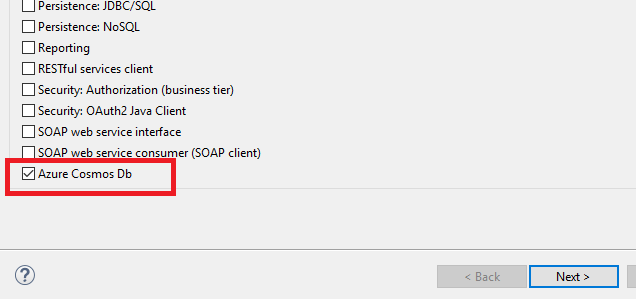 Persistence: JDBC/SQL
Persistence: NoSQL
Reporting
RESTful services client
Security: Authorization (business tier)
Security: OAuth2 Java Client
SOAP web service interface
SOAP web service consumer (SOAP client)
Azure Cosmos Db
?
< Back
Next >